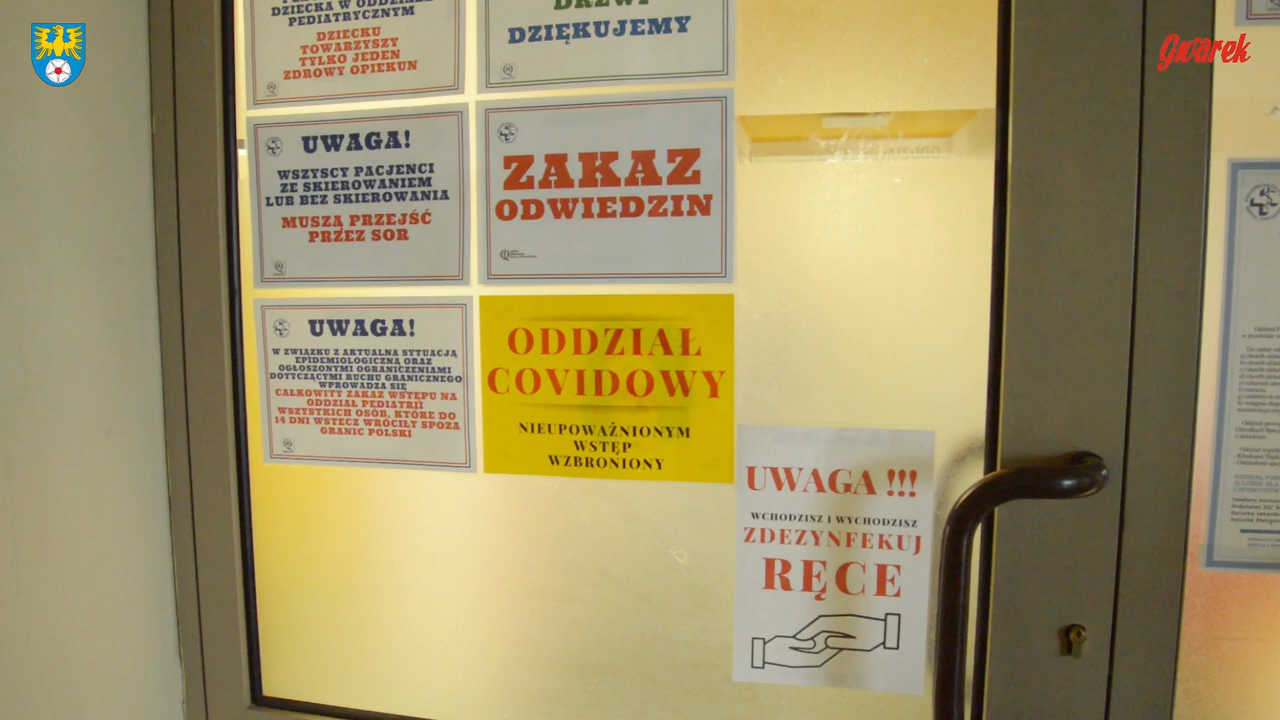 DZIECKA W ODDZIALE
PEDIATRYCZNYM
DZIECKU
TOWARZYSZY
TYLKO JEDEN
ZDROWY OPIEKUN
DRZWI
DZIĘKUJEMY
Gwarek
UWAGA!
WSZYSCY PACJENCI
ZE SKIEROWANIEM
LUB BEZ SKIEROWANIA
MUSZĄ PRZEJŚĆ
PRZEZ SOR
ZAKAZ
ODWIEDZIN
UWAGA!
W ZWIĄZKU Z AKTUALNA SYTUACJĄ
EPIDEMIOLOGICZNĄ ORAZ
OGŁOSZONYMI OGRANICZENIAMI
DOTYCZĄCYMI RUCHU GRANICZNEGO
WPROWADZA SIĘ
CAŁKOWITY ZAKAZ WSTĘPU NA
ODDZIAŁ PEDIATRII
WSZYSTKICH OSÓB, KTÓRE DO
14 DNI WSTECZ WRÓCIŁY SPOZA
GRANIC POLSKI
ODDZIAŁ
COVIDOWY
NIEUPOWAŻNIONYM
WSTĘP
WZBRONIONY
UWAGA !!!
WCHODZISZ I WYCHODZISZ
ZDEZYNFEKUJ
RĘCE